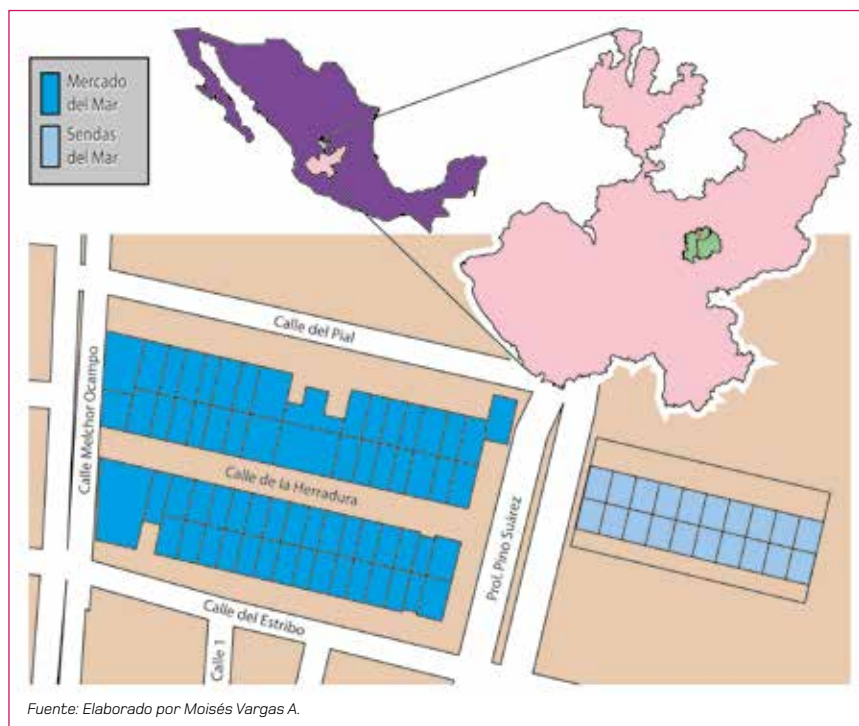 Mercado
del Mar
Sendas
del Mar
Calle del Pial
Calle Melchor Ocampo
Calle de la Herradura
Prol. Pino Suárez
Calle del Estribo
Calle 1
Fuente: Elaborado por Moisés Vargas A.